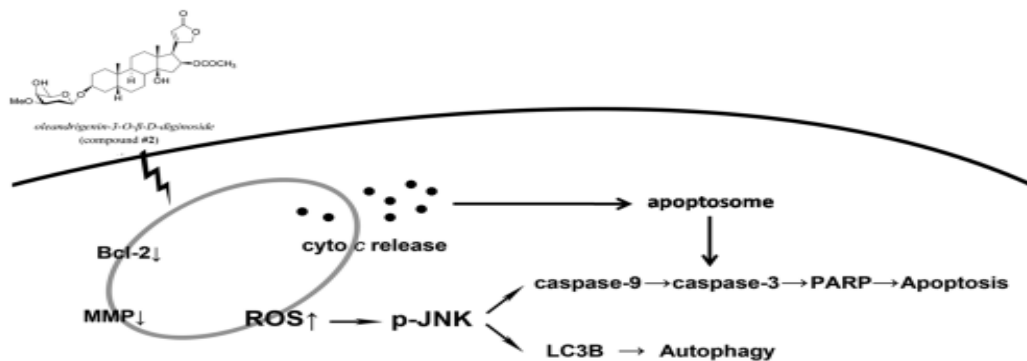 O
O
OCOCH₃
OH
H
H
OH
O
O
MeO
oleandrigenin-3-O-β-D-diginoside
(compound #2)
cyto c release
apoptosome
Bcl-2↓
caspase-9→caspase-3→PARP→Apoptosis
MMP↓
ROS↑ → p-JNK
LC3B → Autophagy